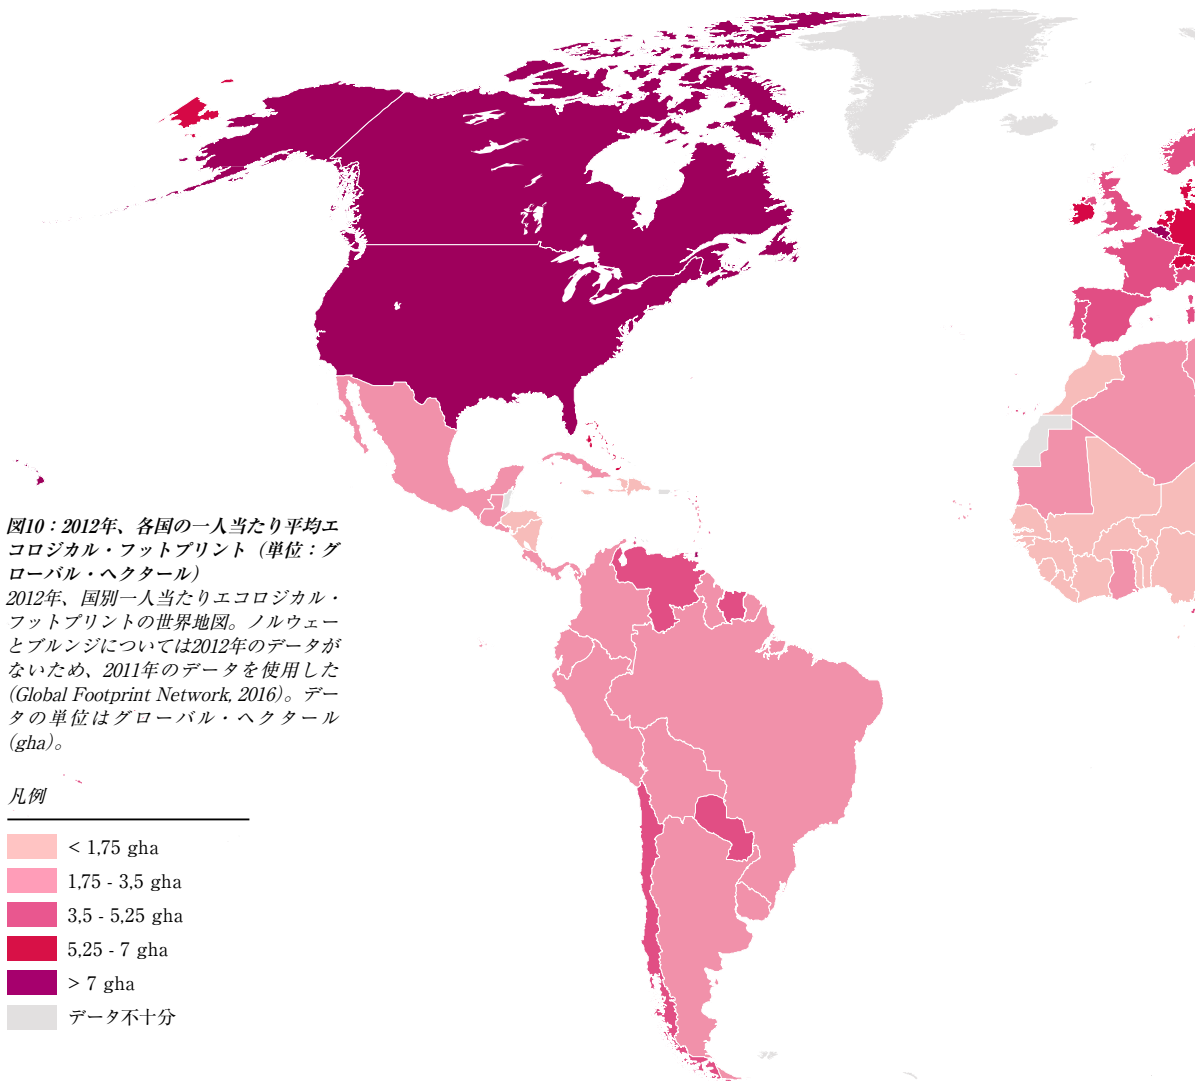 図10：2012年、各国の一人当たり平均エ
コロジカル・フットプリント（単位：グ
ローバル・ヘクタール）
2012年、国別一人当たりエコロジカル・
フットプリントの世界地図。ノルウェー
とブルンジについては2012年のデータが
ないため、2011年のデータを使用した
(Global Footprint Network, 2016)。デー
タの単位はグローバル・ヘクタール
(gha)。
凡例
< 1,75 gha
1,75 - 3,5 gha
3,5 - 5,25 gha
5,25 - 7 gha
> 7 gha
データ不十分